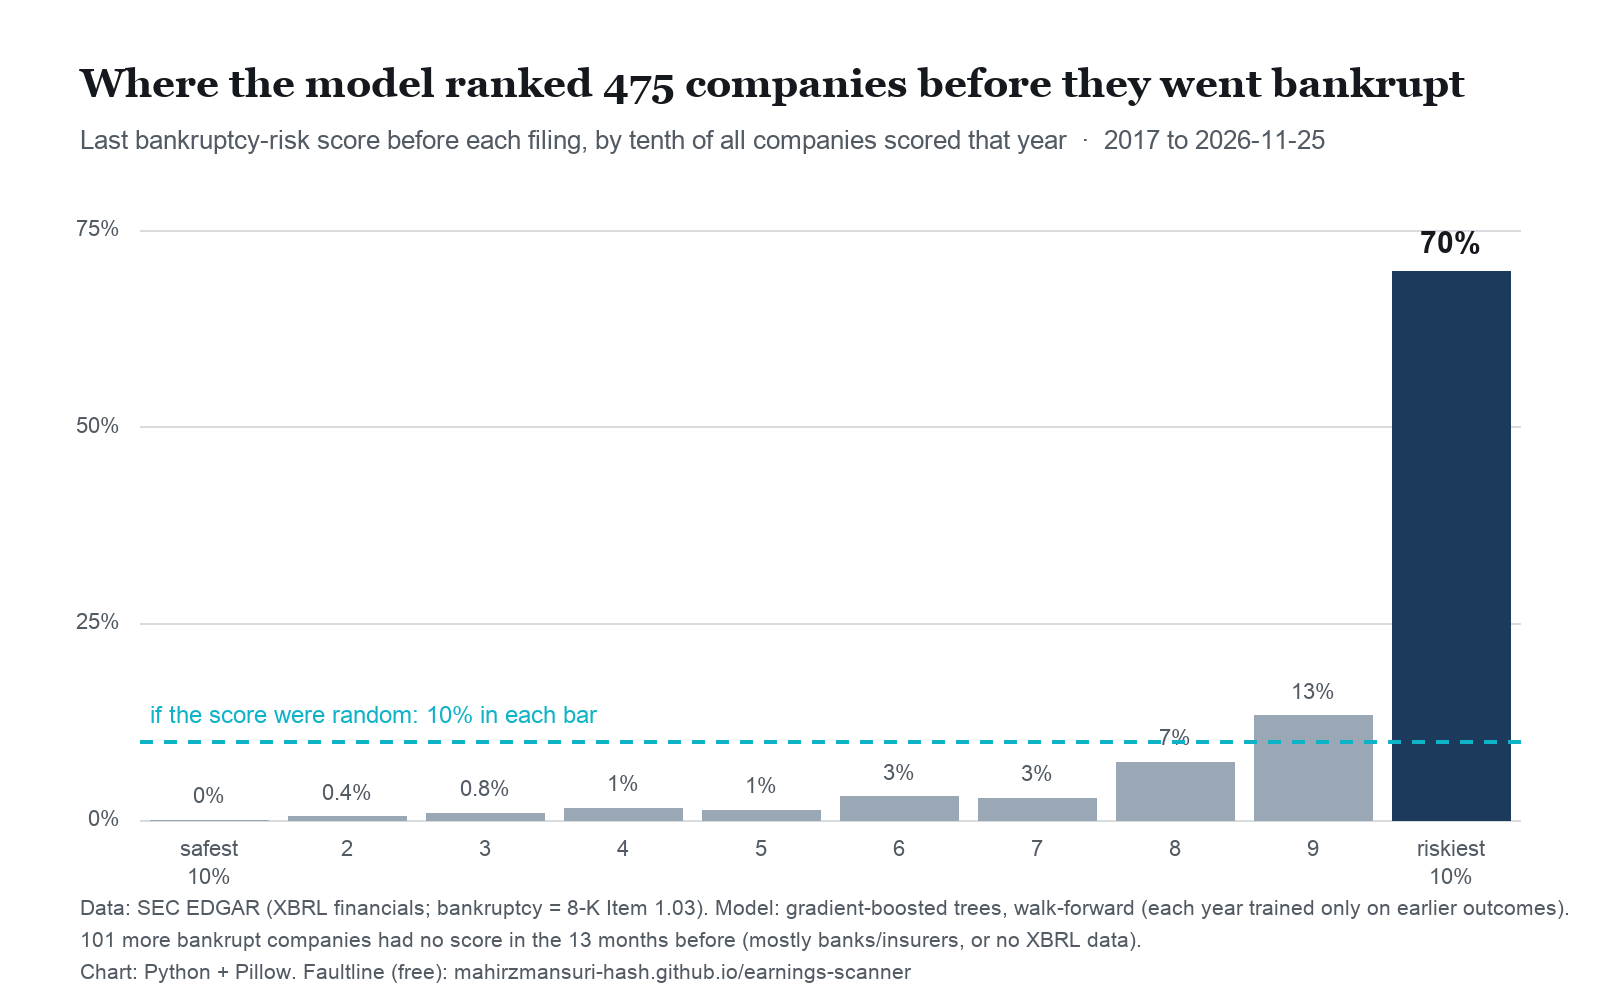 Where the model ranked 475 companies before they went bankrupt
Last bankruptcy-risk score before each filing, by tenth of all companies scored that year · 2017 to 2026-11-25
75%
70%
50%
25%
13%
if the score were random: 10% in each bar
7%
3%
3%
1%
1%
0.8%
0.4%
0%
0%
safest 10%
2
3
4
5
6
7
8
9
riskiest 10%
Data: SEC EDGAR (XBRL financials; bankruptcy = 8-K Item 1.03). Model: gradient-boosted trees, walk-forward (each year trained only on earlier outcomes).
101 more bankrupt companies had no score in the 13 months before (mostly banks/insurers, or no XBRL data).
Chart: Python + Pillow. Faultline (free): mahirzmansuri-hash.github.io/earnings-scanner